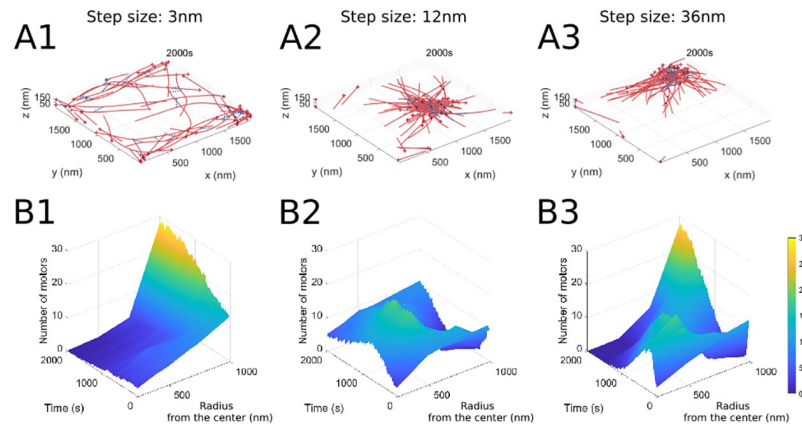 Step size: 3nm
Step size: 12nm
Step size: 36nm
A1
A2
A3
2000s
2000s
2000s
z (nm)
150
50
1500
1000
500
y (nm)
500
1000
1500
x (nm)
z (nm)
150
50
1500
1000
500
y (nm)
500
1000
1500
x (nm)
z (nm)
150
50
1500
1000
500
y (nm)
500
1000
1500
x (nm)
B1
B2
B3
Number of motors
30
20
10
0
2000
1000
0
Time (s)
500
1000
Radius
from the center (nm)
Number of motors
30
20
10
0
2000
1000
0
Time (s)
500
1000
Radius
from the center (nm)
Number of motors
30
20
10
0
2000
1000
0
Time (s)
500
1000
Radius
from the center (nm)